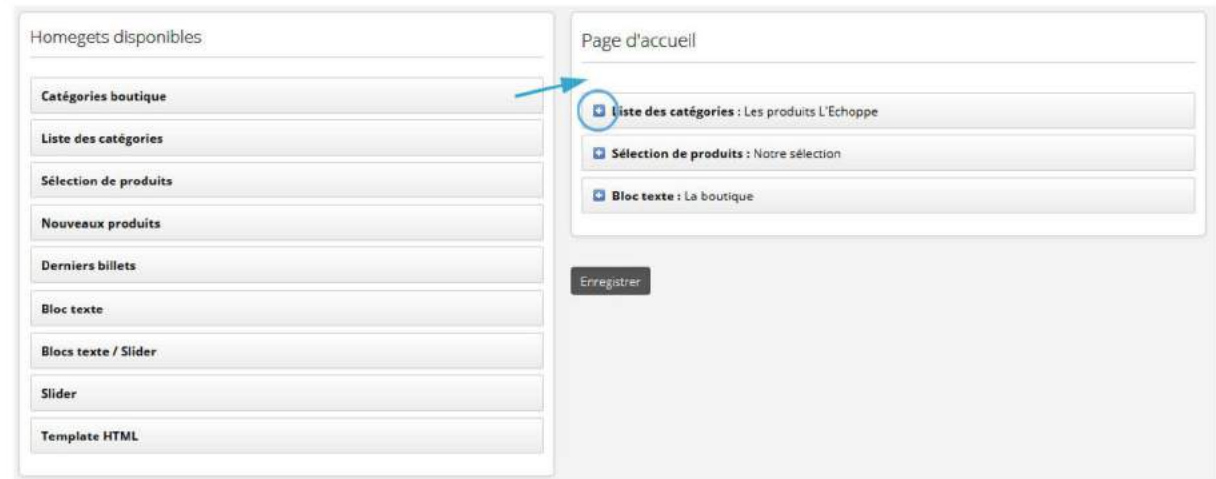 Homegets disponibles
Catégories boutique
Liste des catégories
Sélection de produits
Nouveaux produits
Derniers billets
Bloc texte
Blocs texte / Slider
Slider
Template HTML
Page d'accueil
Liste des catégories : Les produits L'Echoppe
Sélection de produits : Notre sélection
Bloc texte : La boutique
Enregistrer